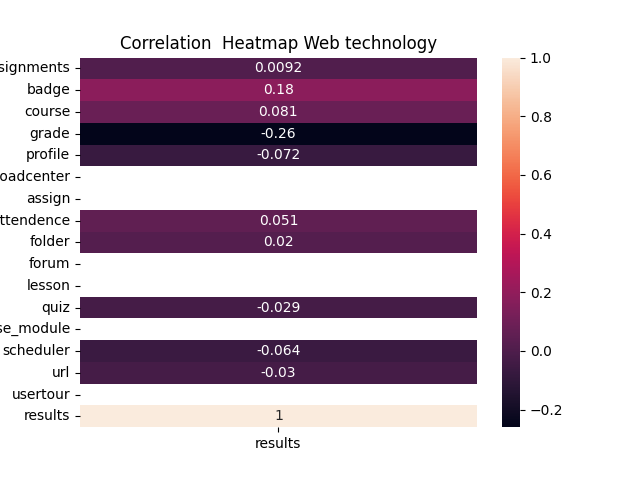 Correlation  Heatmap Web technology
signments 0.0092
badge 0.18
course 0.081
grade -0.26
profile -0.072
oadcenter
assign
ttendence 0.051
folder 0.02
forum
lesson
quiz -0.029
se_module
scheduler -0.064
url -0.03
usertour
results 1
results
1.0
0.8
0.6
0.4
0.2
0.0
−0.2